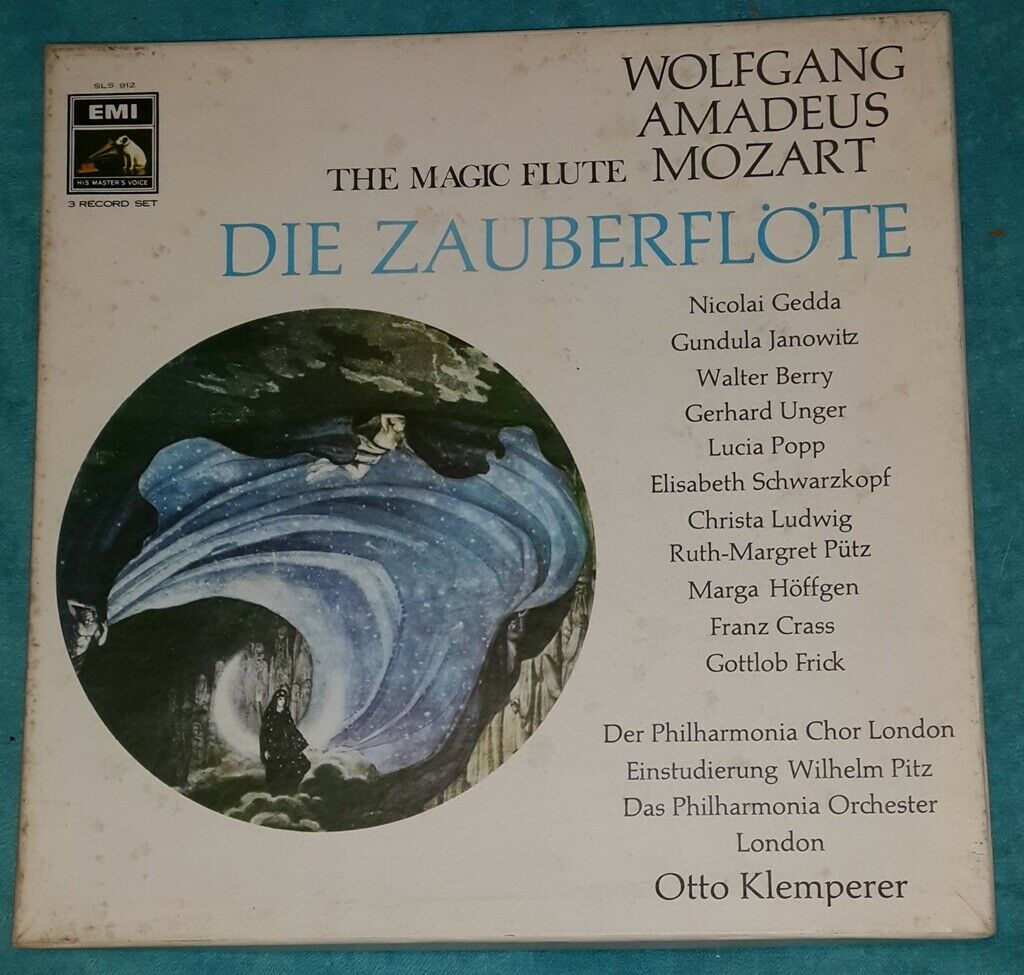 SLS 912
EMI
HIS MASTER'S VOICE
3 RECORD SET
WOLFGANG
AMADEUS
MOZART
THE MAGIC FLUTE
DIE ZAUBERFLÖTE
Nicolai Gedda
Gundula Janowitz
Walter Berry
Gerhard Unger
Lucia Popp
Elisabeth Schwarzkopf
Christa Ludwig
Ruth-Margret Pütz
Marga Höffgen
Franz Crass
Gottlob Frick
Der Philharmonia Chor London
Einstudierung Wilhelm Pitz
Das Philharmonia Orchester
London
Otto Klemperer